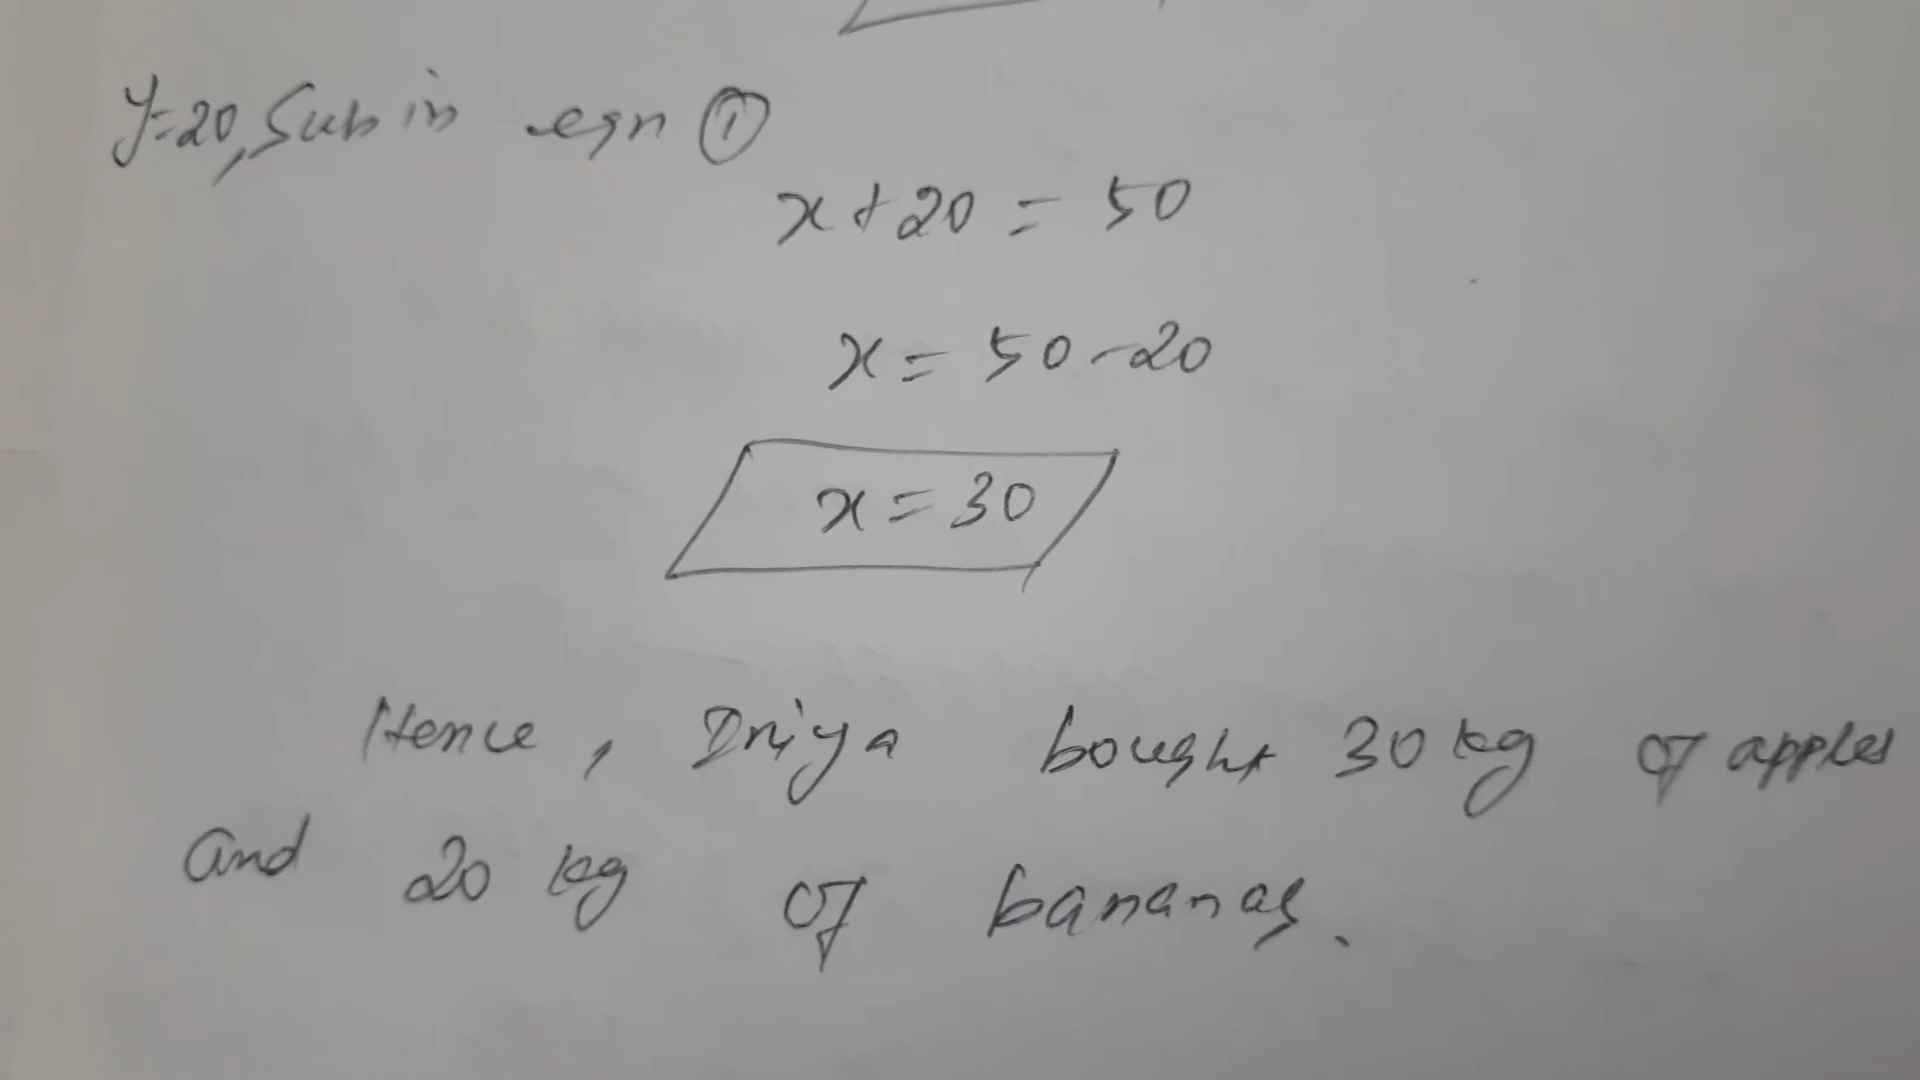 y=20, Sub in eqn ①
x + 20 = 50
x = 50 - 20
x = 30
Hence, Driya bought 30 kg of apples
and 20 kg of bananas.